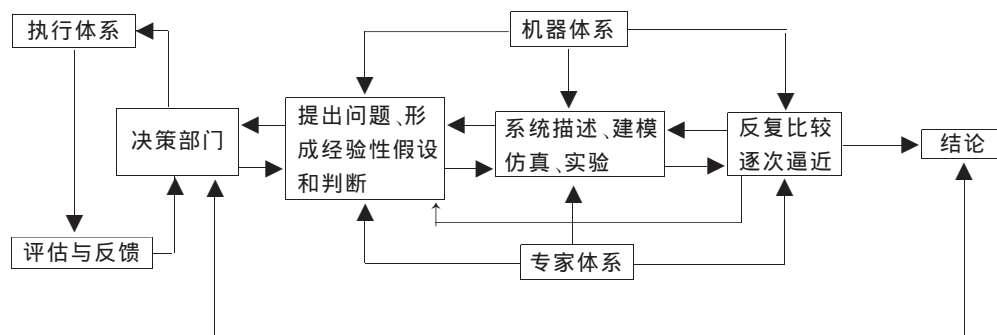 执行体系
机器体系
决策部门
提出问题、形
成经验性假设
和判断
系统描述、建模
仿真、实验
反复比较
逐次逼近
结论
评估与反馈
专家体系